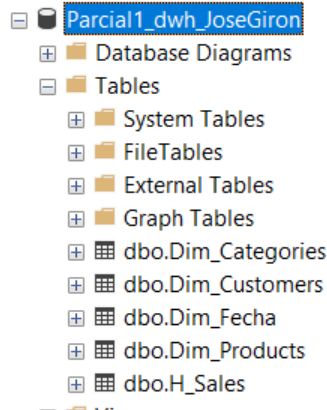 Parcial1_dwh_JoseGiron
Database Diagrams
Tables
System Tables
FileTables
External Tables
Graph Tables
dbo.Dim_Categories
dbo.Dim_Customers
dbo.Dim_Fecha
dbo.Dim_Products
dbo.H_Sales